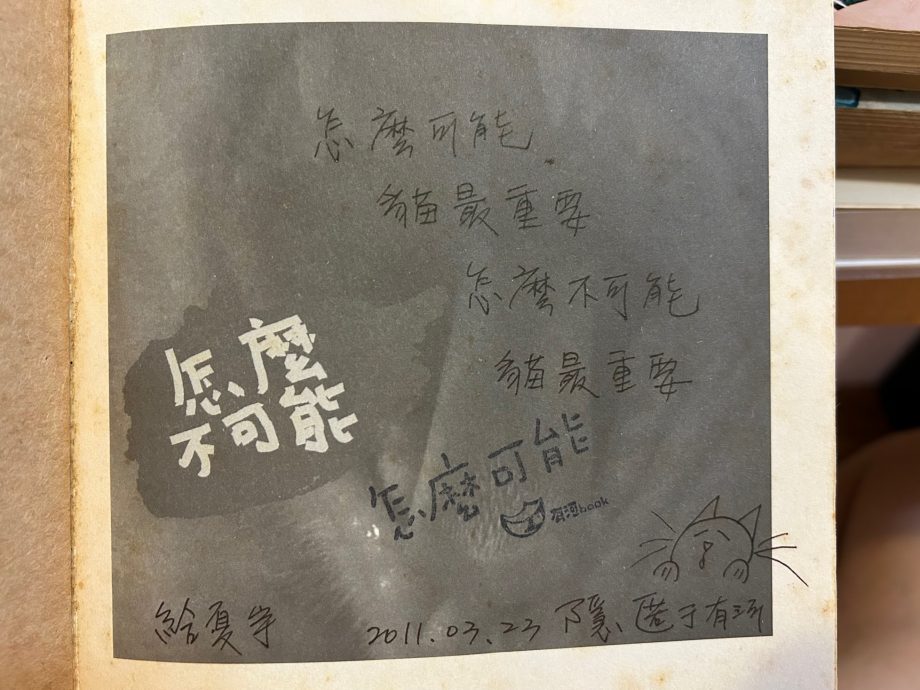 怎麼可能
貓最重要
怎麼不可能
貓最重要
怎麼
不可能
怎麼可能
有河book
給夏宇
2011.03.23 隱匿于有河